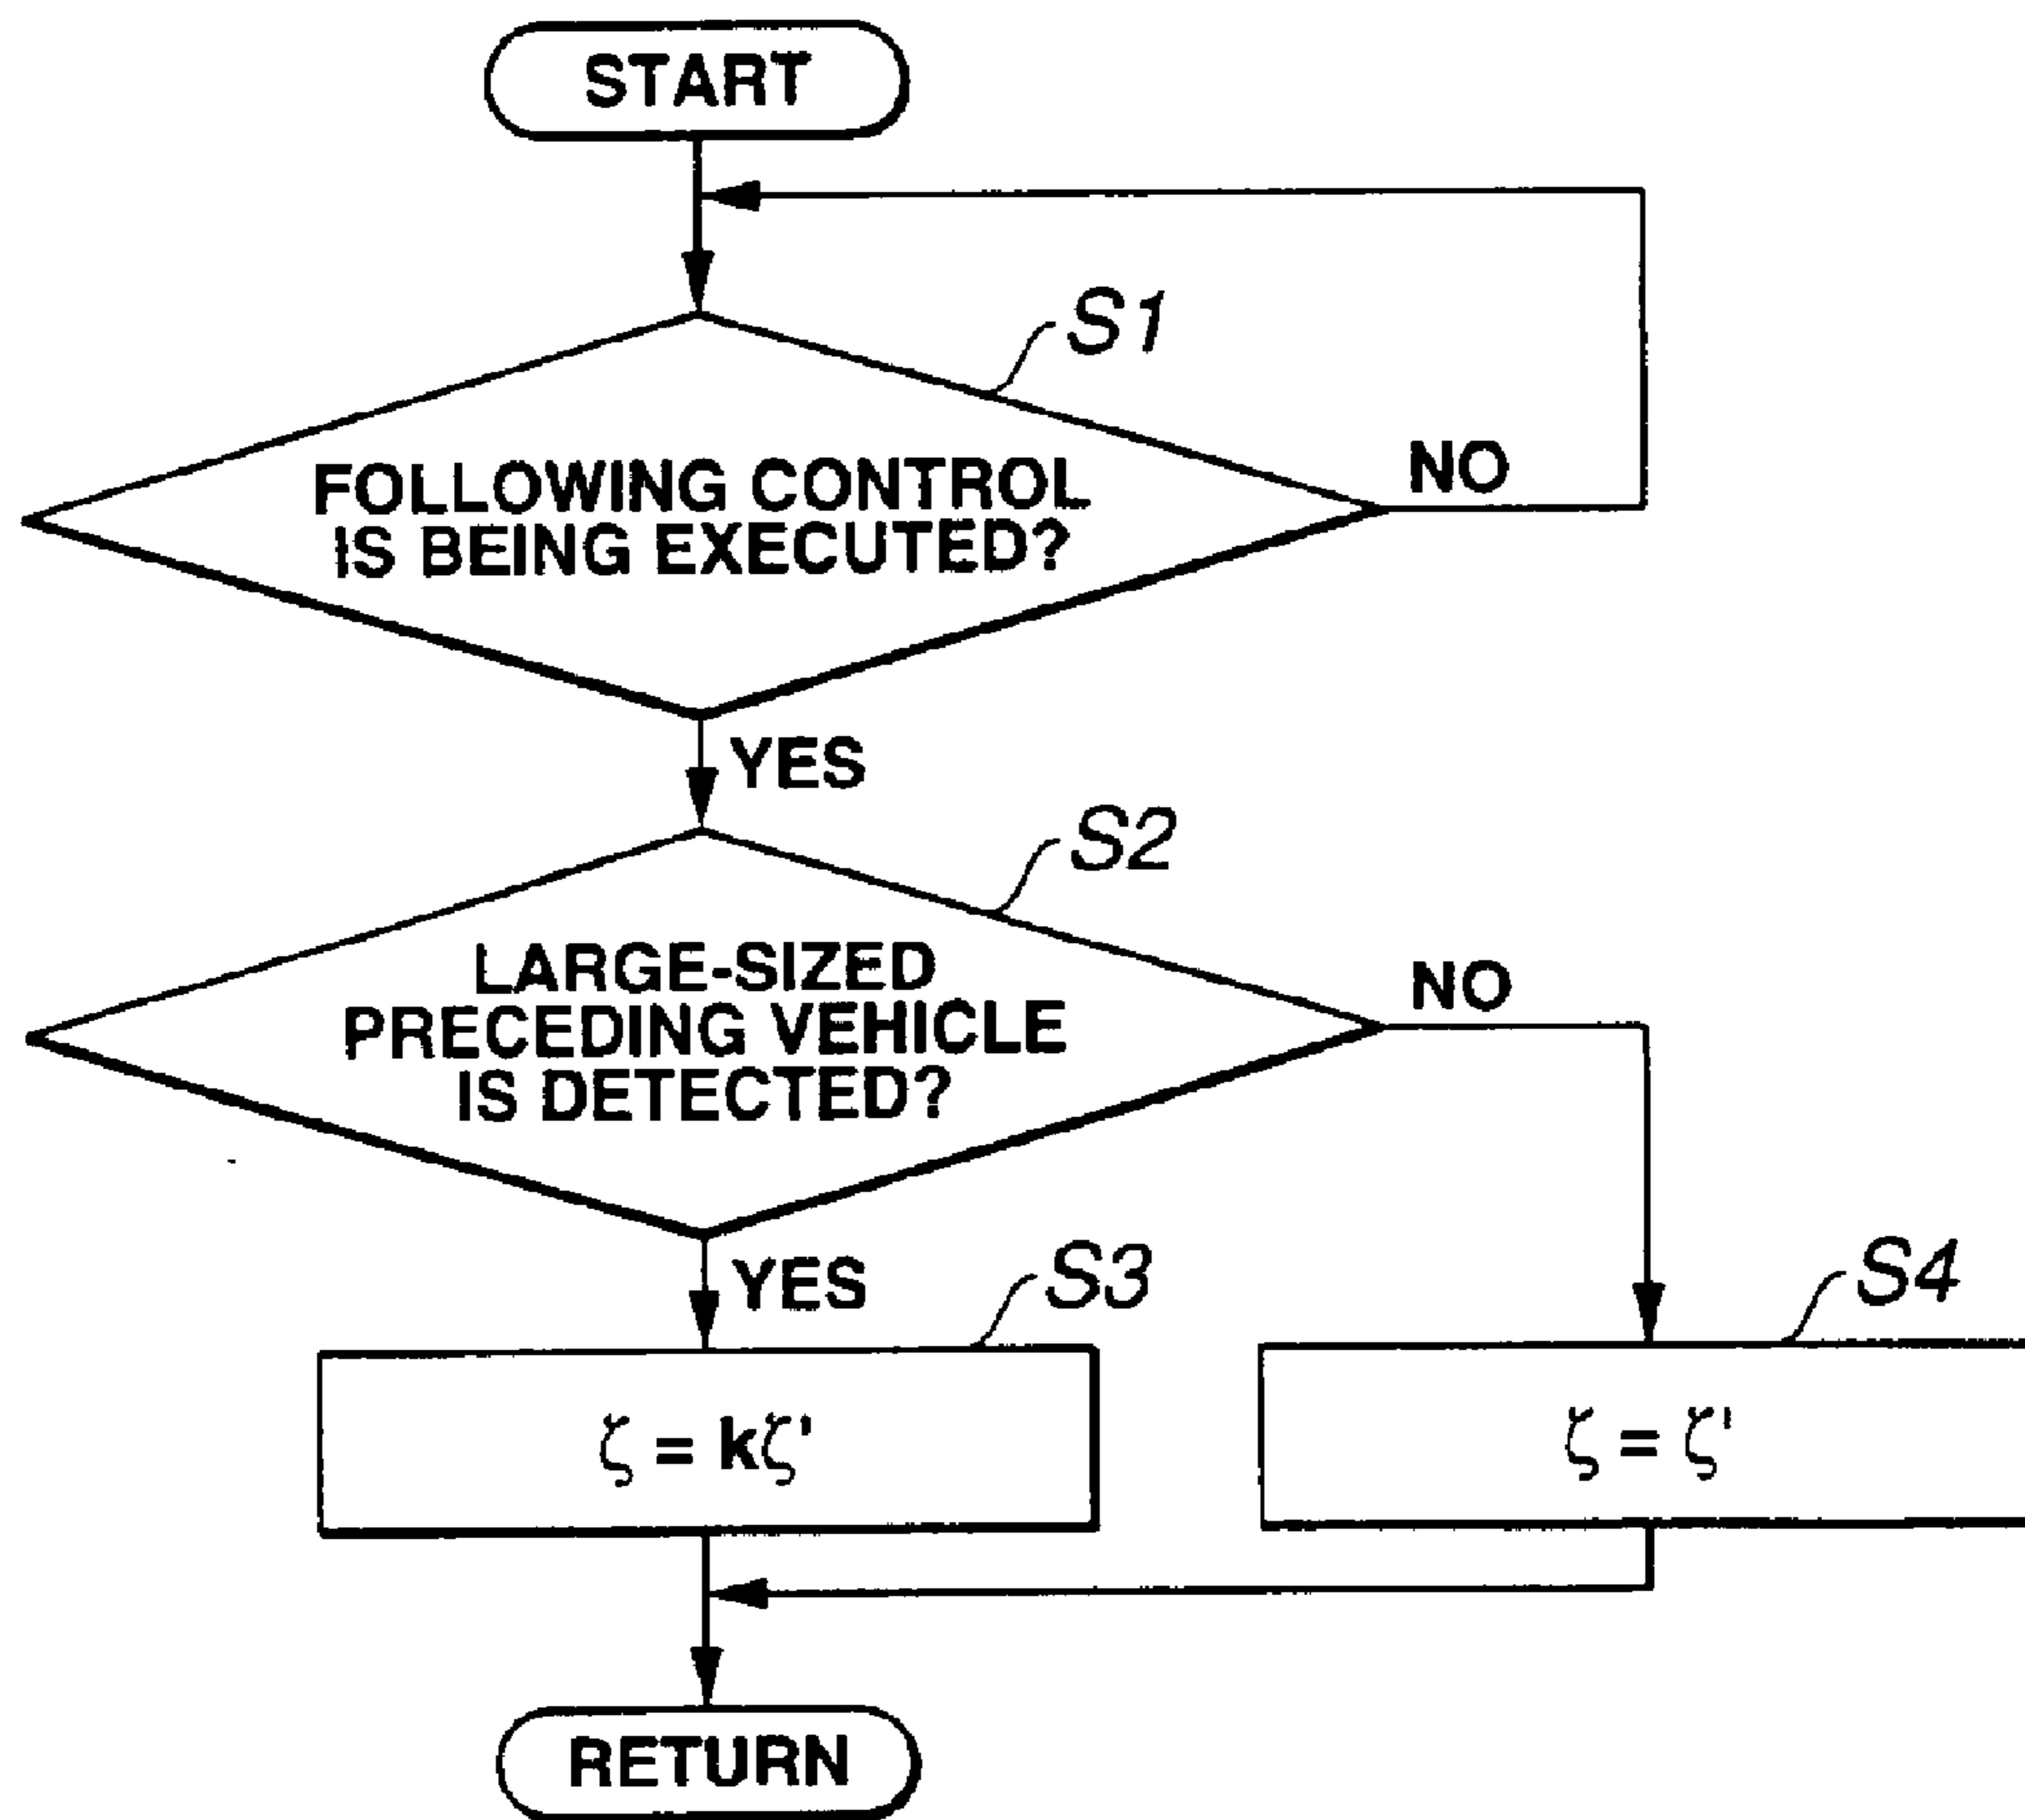 START
S1
FOLLOWING CONTROL
IS BEING EXECUTED?
NO
YES
S2
LARGE-SIZED
PRECEDING VEHICLE
IS DETECTED?
NO
YES
S3
S4
ζ = kζ'
ζ = ζ'
RETURN